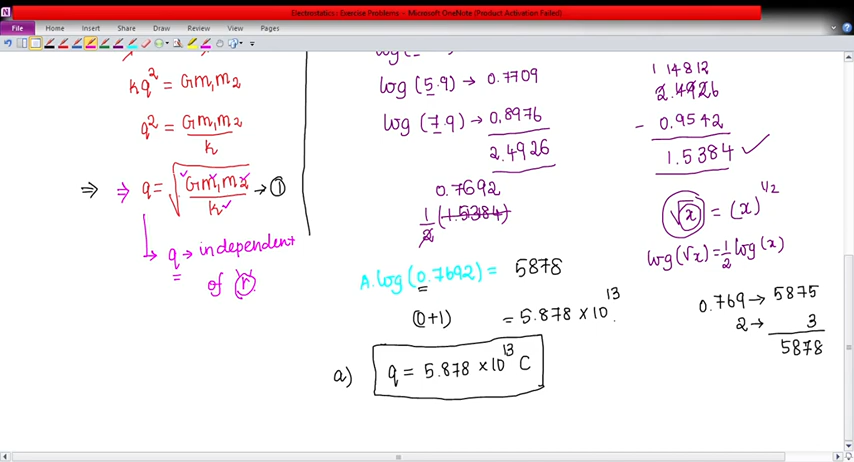 Electrostatics : Exercise Problems - Microsoft OneNote (Product Activation Failed)
File Home Insert Share Draw Review View
kq² = Gm₁m₂
q² = Gm₁m₂/k
⇒ ⇒ q = √(Gm₁m₂/k) → ①
q → independent
of r
log (5.9) → 0.7709
log (7.9) → 0.8976
2.4926
0.7692
1/2 (1.5384)
A.log (0.7692) = 5878
(0+1) = 5.878 × 10¹³
a) q = 5.878 × 10¹³ C
1 14 8 12
2.4926
- 0.9542
1.5384
√x = (x)^1/2
log (√x) = 1/2 log (x)
0.769 → 5875
2 → 3
5878